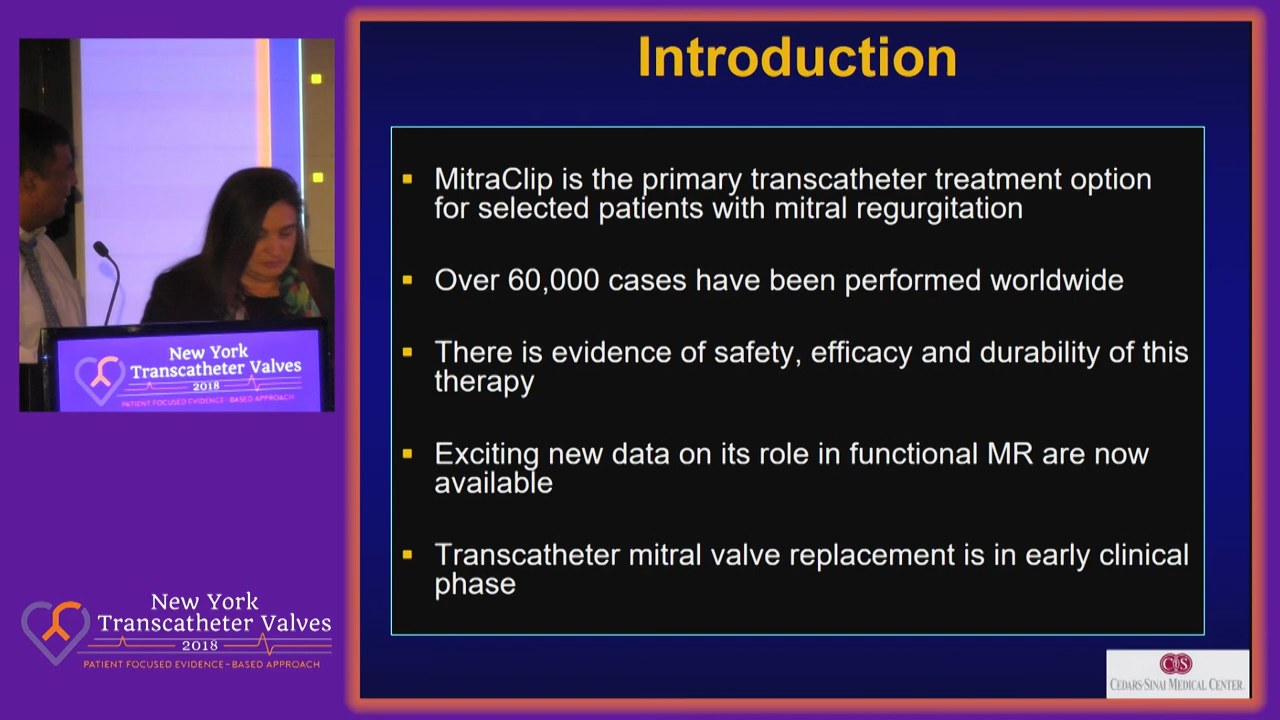 Introduction
MitraClip is the primary transcatheter treatment option
for selected patients with mitral regurgitation
Over 60,000 cases have been performed worldwide
There is evidence of safety, efficacy and durability of this
therapy
Exciting new data on its role in functional MR are now
available
Transcatheter mitral valve replacement is in early clinical
phase
CEDARS-SINAI MEDICAL CENTER
New York
Transcatheter Valves
2018
PATIENT FOCUSED EVIDENCE-BASED APPROACH
New York
Transcatheter Valves
2018
PATIENT FOCUSED EVIDENCE-BASED APPROACH